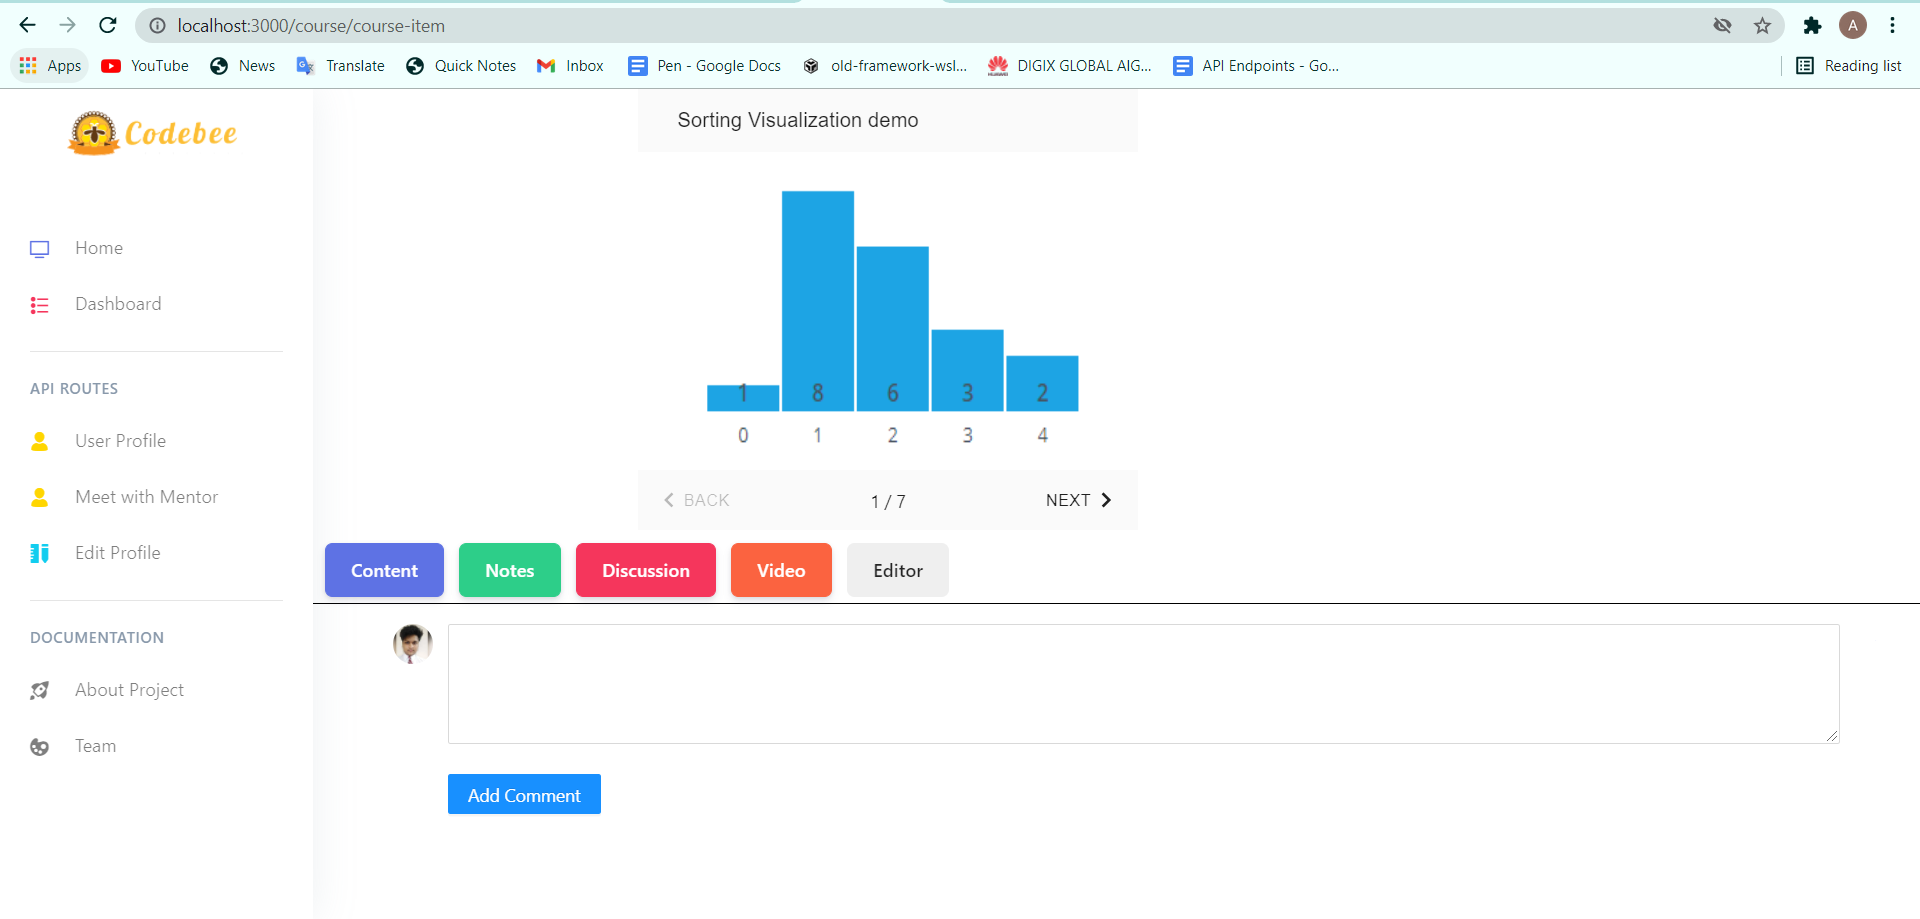 localhost:3000/course/course-item
A
Apps YouTube News Translate Quick Notes Inbox Pen - Google Docs old-framework-wsl... DIGIX GLOBAL AIG... API Endpoints - Go... Reading list
Codebee
Home
Dashboard
API ROUTES
User Profile
Meet with Mentor
Edit Profile
DOCUMENTATION
About Project
Team
Sorting Visualization demo
1 8 6 3 2
0 1 2 3 4
BACK 1 / 7 NEXT
Content Notes Discussion Video Editor
Add Comment